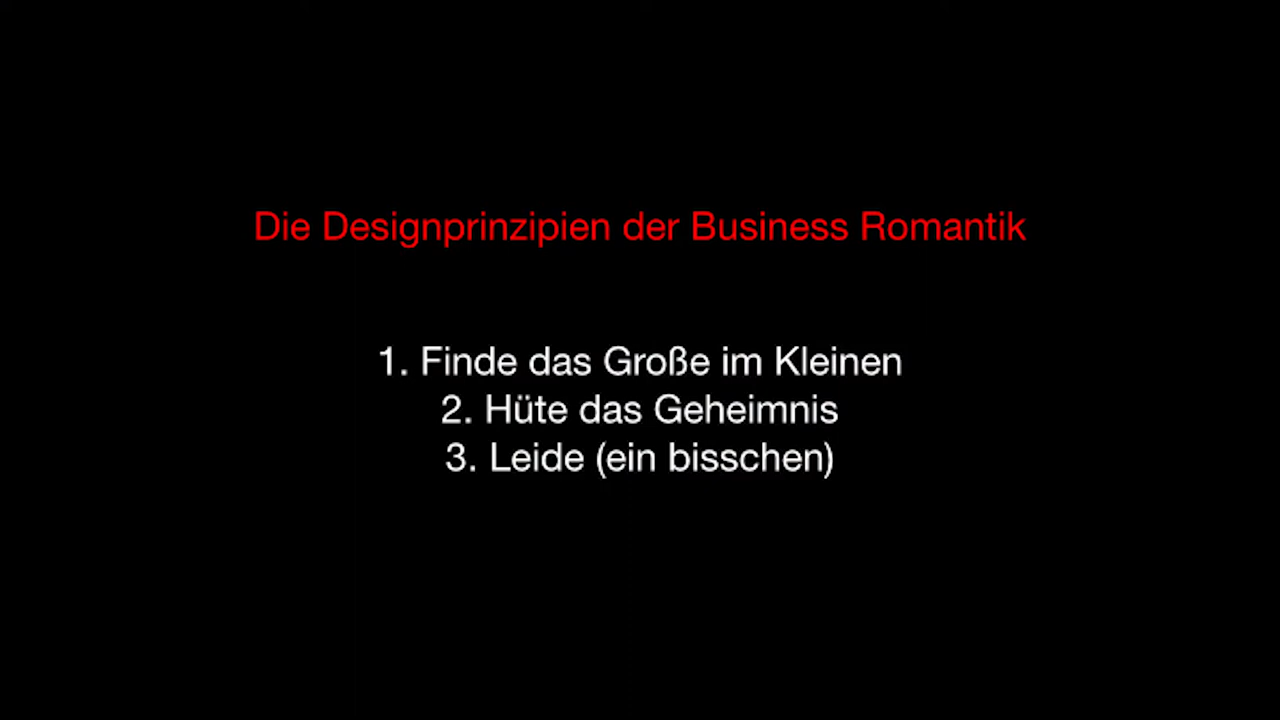 Die Designprinzipien der Business Romantik
1. Finde das Große im Kleinen
2. Hüte das Geheimnis
3. Leide (ein bisschen)